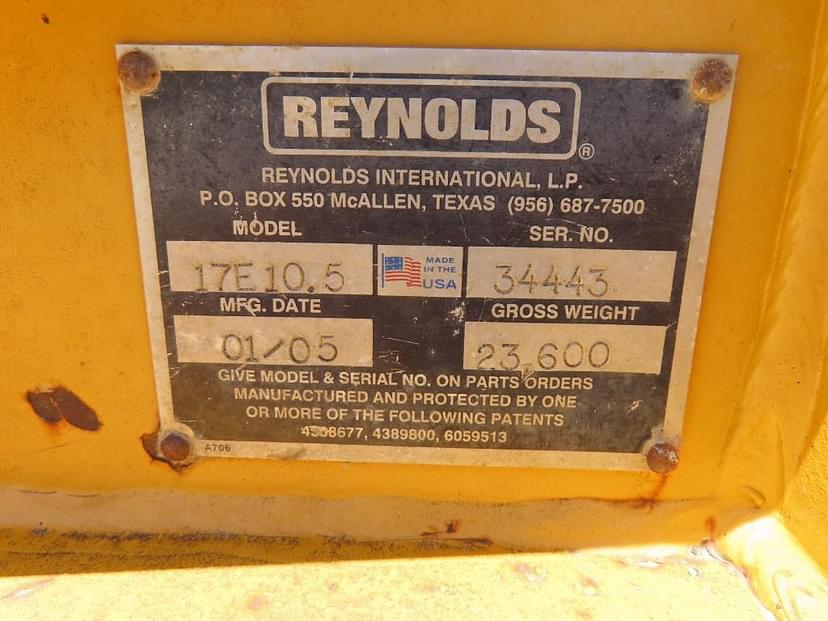 REYNOLDS®
REYNOLDS INTERNATIONAL, L.P.
P.O. BOX 550 McALLEN, TEXAS (956) 687-7500
MODEL SER. NO.
17E10.5 MADE IN THE USA 34443
MFG. DATE GROSS WEIGHT
01/05 23,600
GIVE MODEL & SERIAL NO. ON PARTS ORDERS
MANUFACTURED AND PROTECTED BY ONE
OR MORE OF THE FOLLOWING PATENTS
4308677, 4389800, 6059513
A706